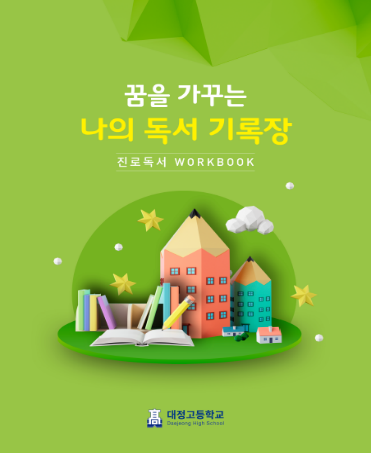 꿈을 가꾸는
나의 독서 기록장
진로독서 WORKBOOK
高
대정고등학교
Daejeong High School